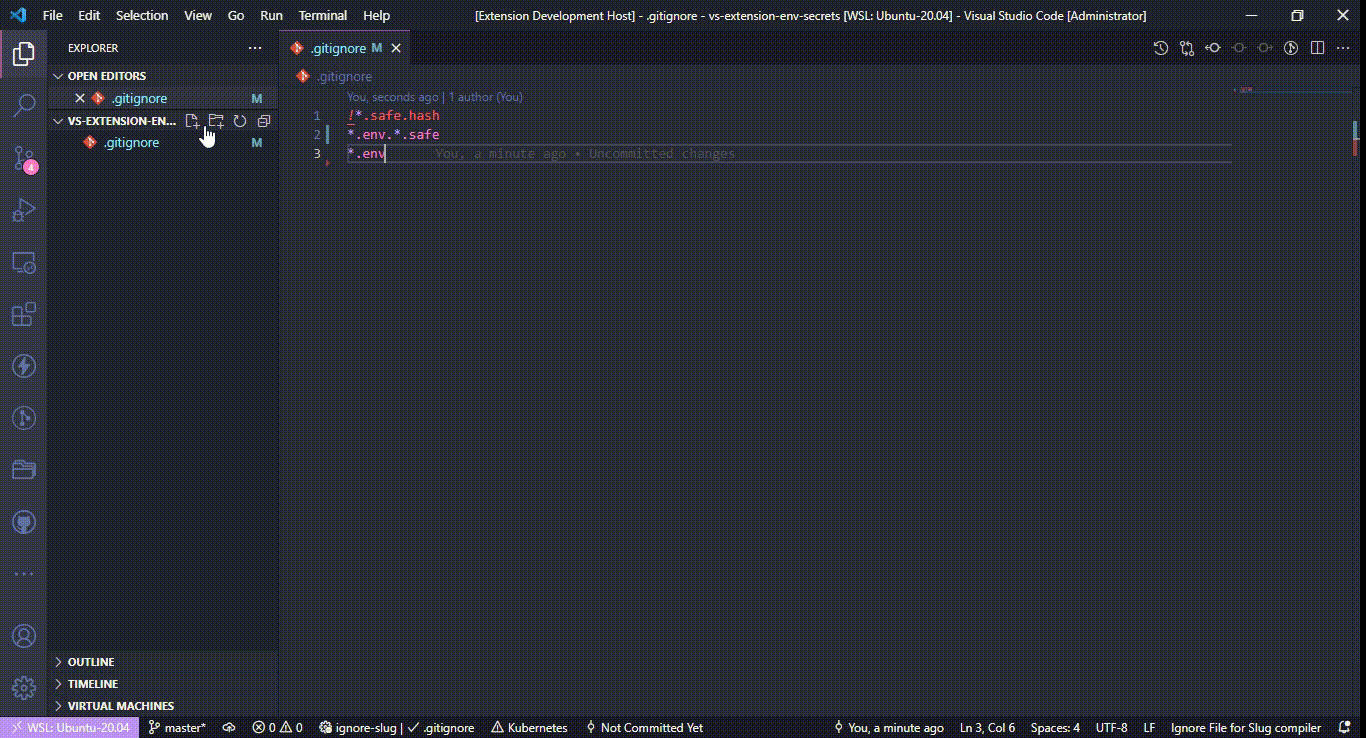 File Edit Selection View Go Run Terminal Help [Extension Development Host] - .gitignore - vs-extension-env-secrets [WSL: Ubuntu-20.04] - Visual Studio Code [Administrator]
EXPLORER
.gitignore M
OPEN EDITORS
.gitignore M
VS-EXTENSION-EN...
.gitignore M
.gitignore
You, seconds ago | 1 author (You)
1 !*.safe.hash
2 *.env.*.safe
3 *.env You, a minute ago • Uncommitted changes
4
OUTLINE
TIMELINE
VIRTUAL MACHINES
WSL: Ubuntu-20.04 master* 0 0 ignore-slug | .gitignore Kubernetes Not Committed Yet You, a minute ago Ln 3, Col 6 Spaces: 4 UTF-8 LF Ignore File for Slug compiler